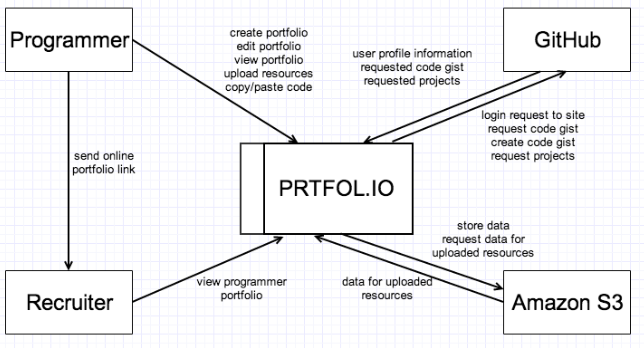 Programmer
create portfolio
edit portfolio
view portfolio
upload resources
copy/paste code
user profile information
requested code gist
requested projects
GitHub
login request to site
request code gist
create code gist
request projects
send online
portfolio link
PRTFOL.IO
store data
request data for
uploaded resources
view programmer
portfolio
data for uploaded
resources
Recruiter
Amazon S3